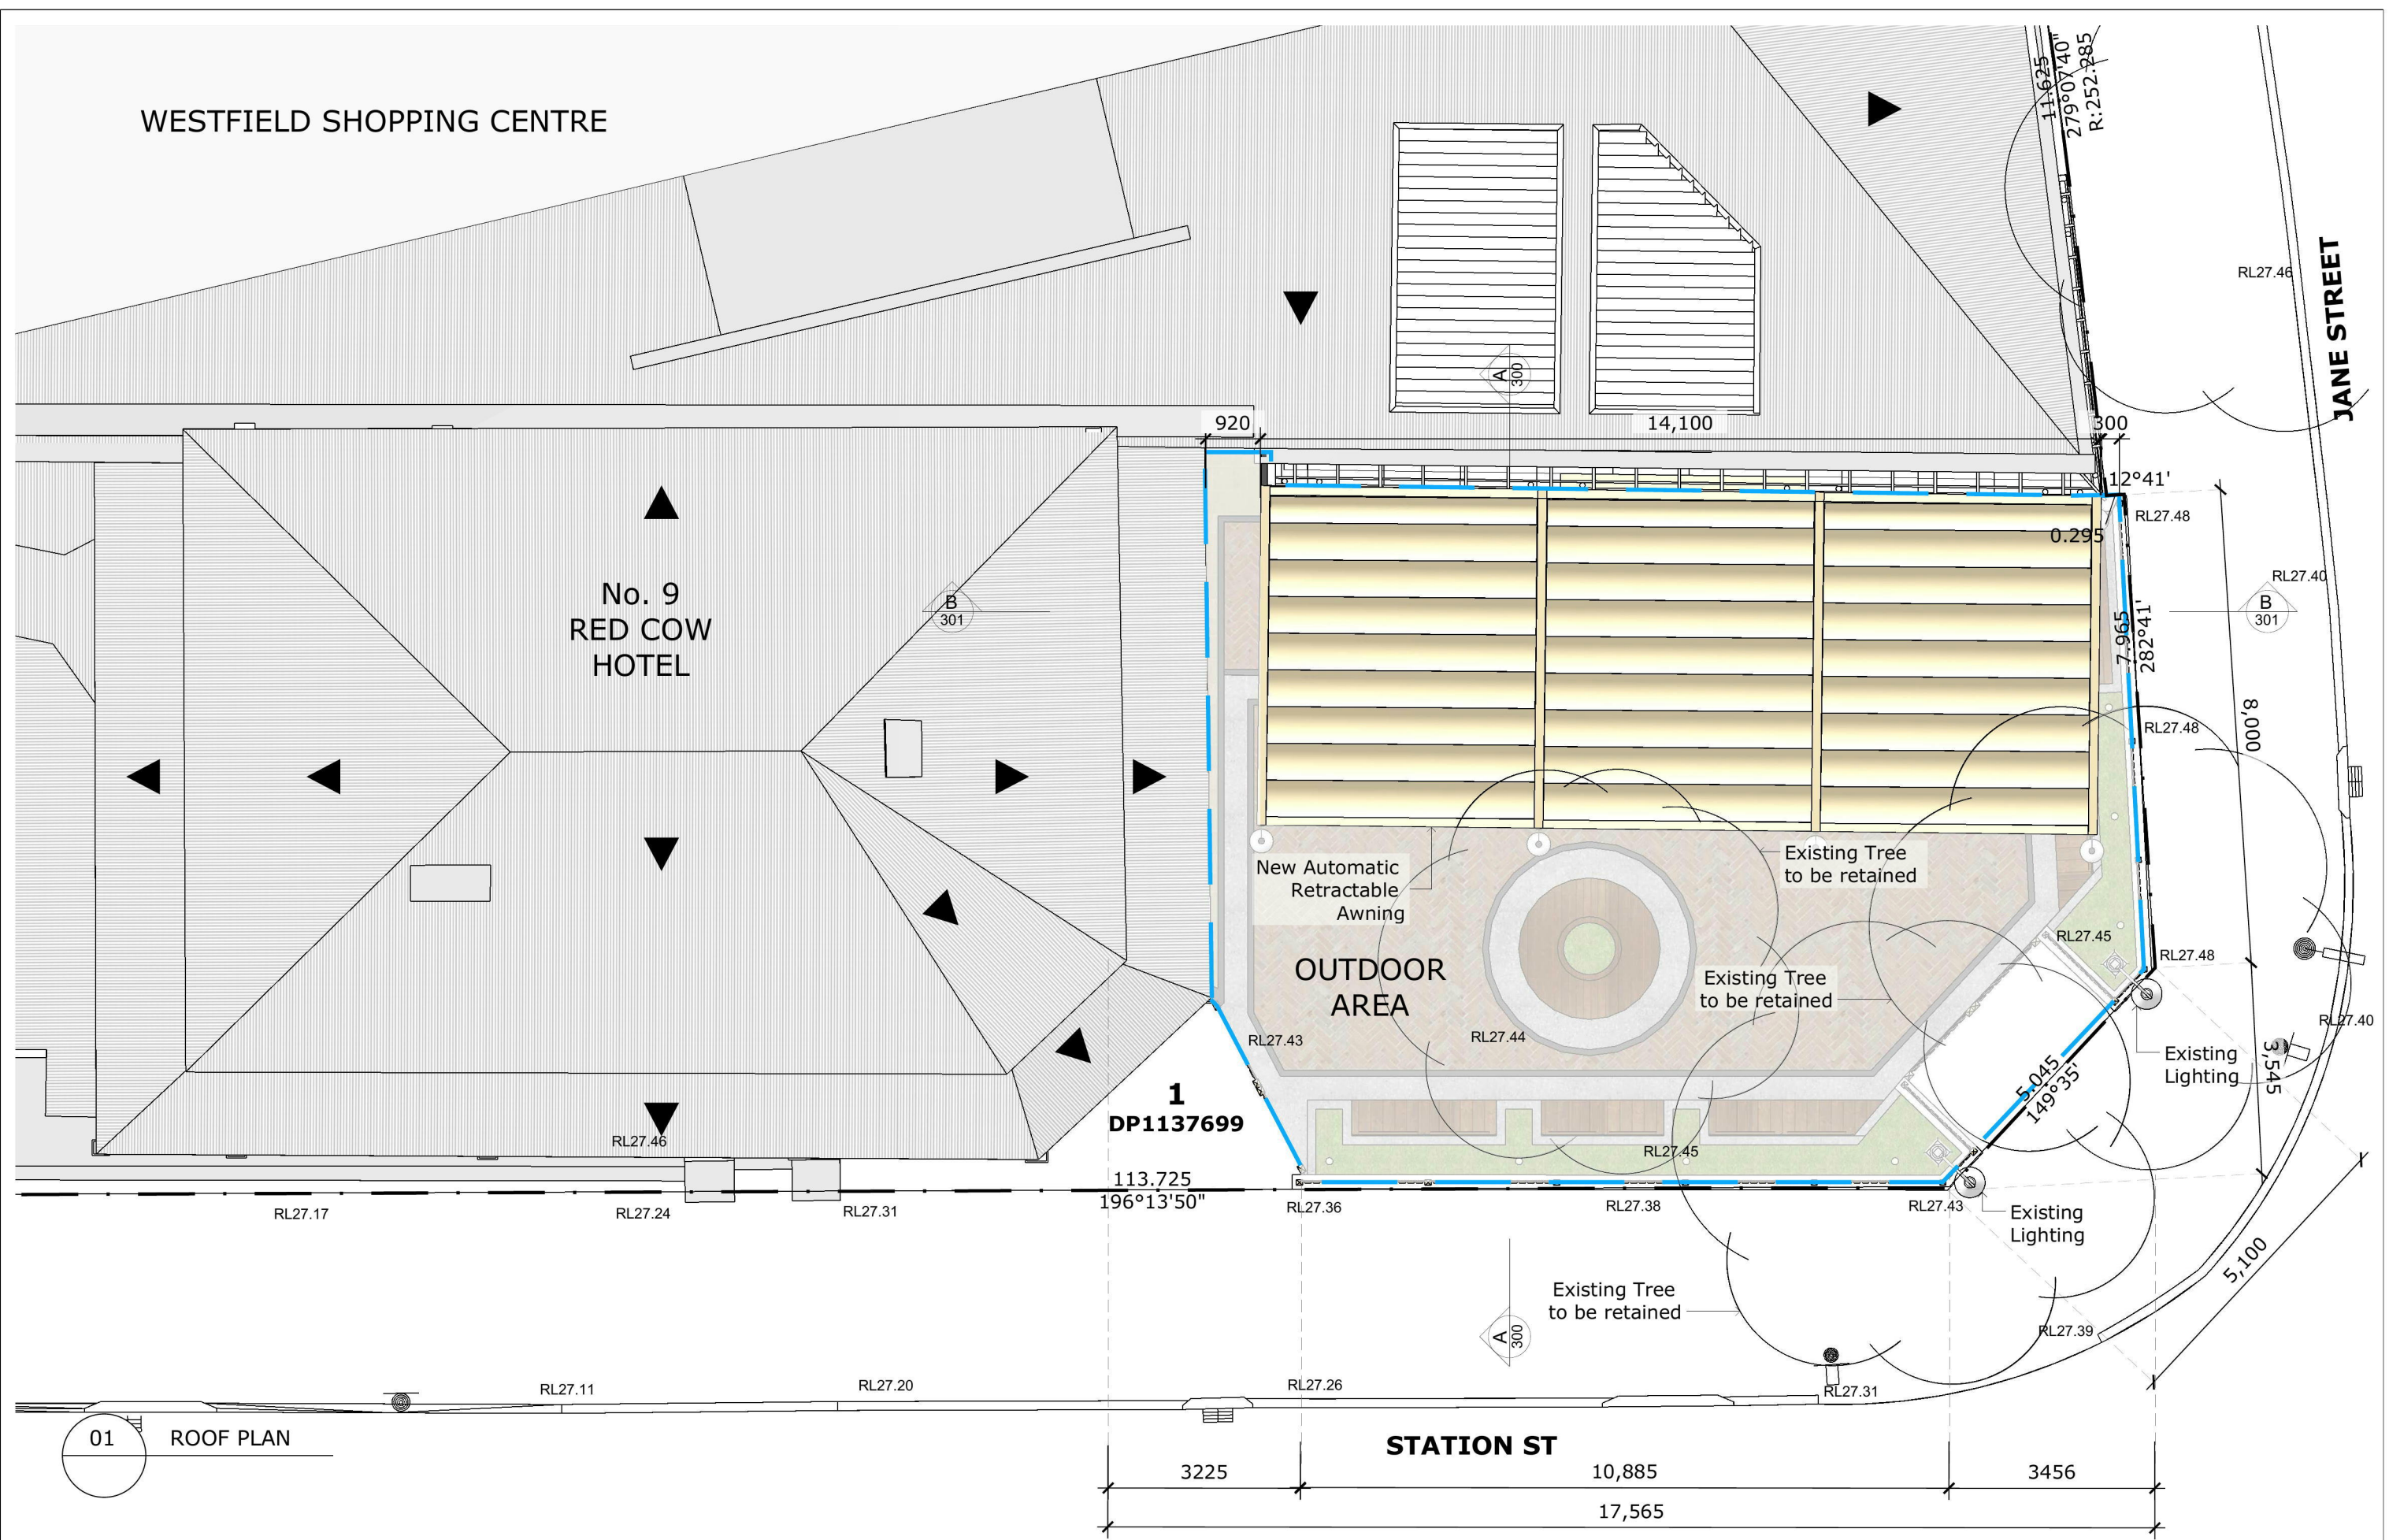 WESTFIELD SHOPPING CENTRE
11.625
279°07'40"
R:252.285
JANE STREET
RL27.46
A
300
920
14,100
300
12°41'
RL27.48
0.295
RL27.40
No. 9
RED COW
HOTEL
B
301
B
301
7.965
282°41'
8,000
RL27.48
New Automatic
Retractable
Awning
Existing Tree
to be retained
RL27.45
RL27.48
OUTDOOR
AREA
Existing Tree
to be retained
RL27.43
RL27.44
RL27.40
Existing
Lighting
3,545
5.045
149°35'
1
DP1137699
RL27.46
RL27.45
113.725
196°13'50"
RL27.17
RL27.24
RL27.31
RL27.36
RL27.38
RL27.43
Existing
Lighting
5,100
Existing Tree
to be retained
A
300
RL27.39
RL27.11
RL27.20
RL27.26
RL27.31
01
ROOF PLAN
STATION ST
3225
10,885
3456
17,565